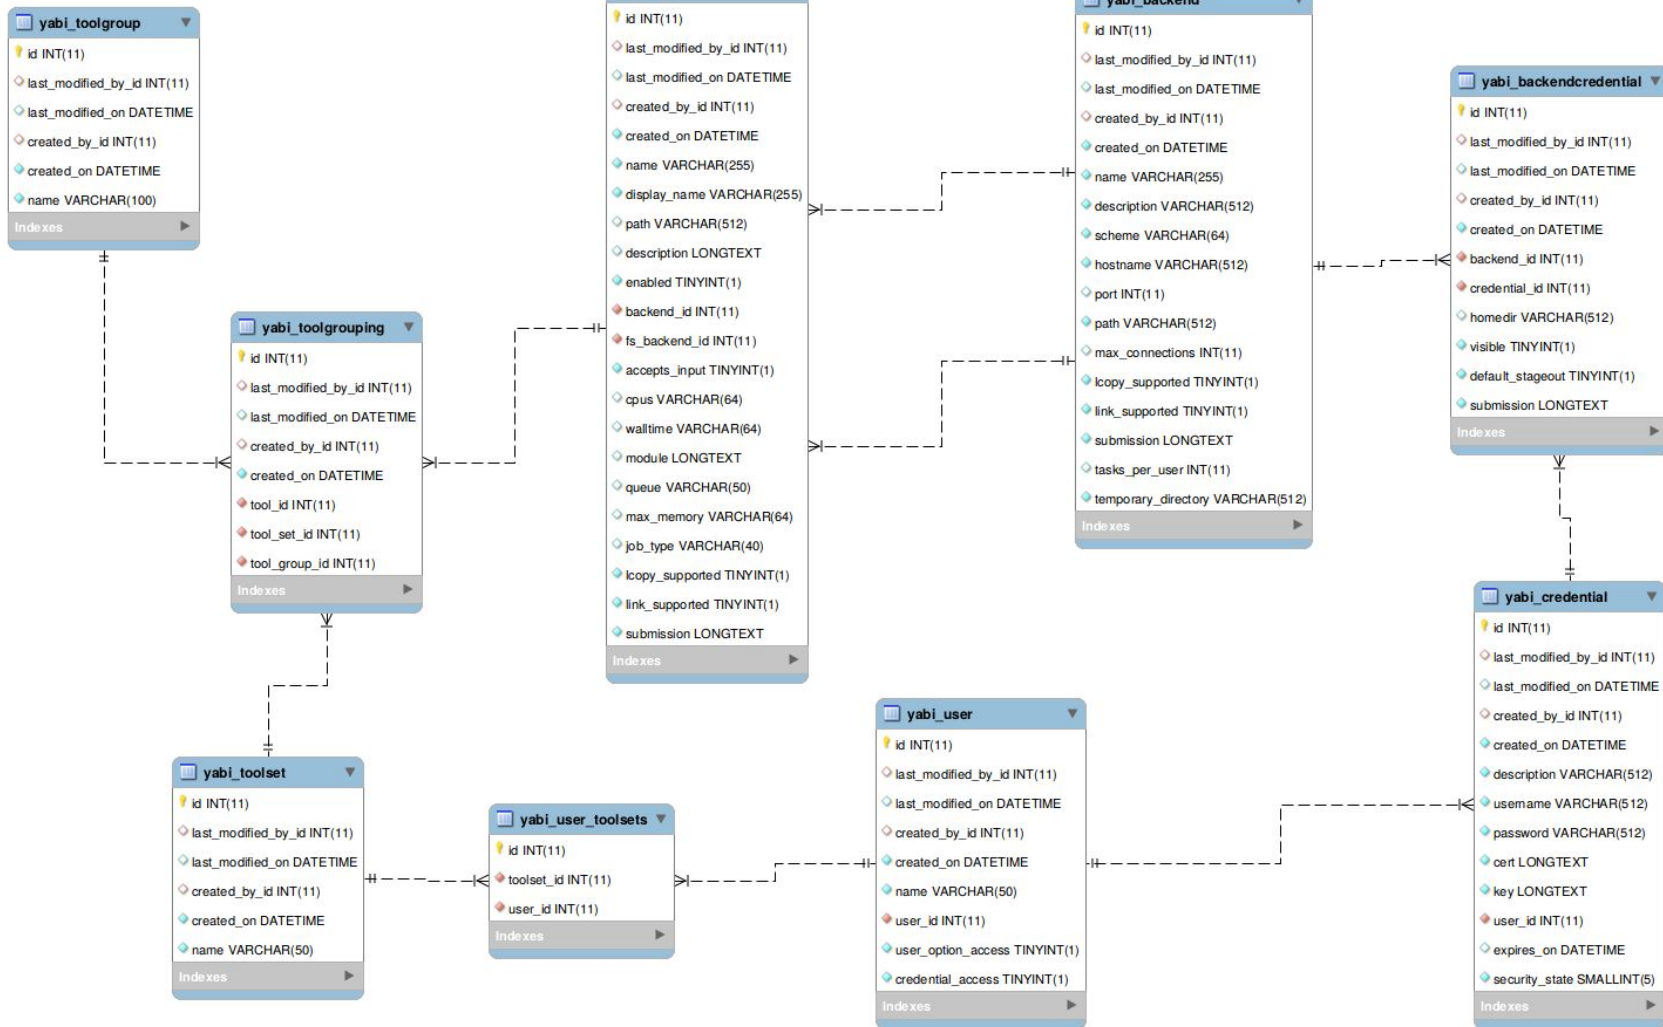 yabi_toolgroup
id INT(11)
last_modified_by_id INT(11)
last_modified_on DATETIME
created_by_id INT(11)
created_on DATETIME
name VARCHAR(100)
Indexes
yabi_toolgrouping
id INT(11)
last_modified_by_id INT(11)
last_modified_on DATETIME
created_by_id INT(11)
created_on DATETIME
tool_id INT(11)
tool_set_id INT(11)
tool_group_id INT(11)
Indexes
yabi_toolset
id INT(11)
last_modified_by_id INT(11)
last_modified_on DATETIME
created_by_id INT(11)
created_on DATETIME
name VARCHAR(50)
Indexes
yabi_user_toolsets
id INT(11)
toolset_id INT(11)
user_id INT(11)
Indexes
id INT(11)
last_modified_by_id INT(11)
last_modified_on DATETIME
created_by_id INT(11)
created_on DATETIME
name VARCHAR(255)
display_name VARCHAR(255)
path VARCHAR(512)
description LONGTEXT
enabled TINYINT(1)
backend_id INT(11)
fs_backend_id INT(11)
accepts_input TINYINT(1)
cpus VARCHAR(64)
walltime VARCHAR(64)
module LONGTEXT
queue VARCHAR(50)
max_memory VARCHAR(64)
job_type VARCHAR(40)
lcopy_supported TINYINT(1)
link_supported TINYINT(1)
submission LONGTEXT
Indexes
yabi_user
id INT(11)
last_modified_by_id INT(11)
last_modified_on DATETIME
created_by_id INT(11)
created_on DATETIME
name VARCHAR(50)
user_id INT(11)
user_option_access TINYINT(1)
credential_access TINYINT(1)
Indexes
yabi_backend
id INT(11)
last_modified_by_id INT(11)
last_modified_on DATETIME
created_by_id INT(11)
created_on DATETIME
name VARCHAR(255)
description VARCHAR(512)
scheme VARCHAR(64)
hostname VARCHAR(512)
port INT(11)
path VARCHAR(512)
max_connections INT(11)
lcopy_supported TINYINT(1)
link_supported TINYINT(1)
submission LONGTEXT
tasks_per_user INT(11)
temporary_directory VARCHAR(512)
Indexes
yabi_backendcredential
id INT(11)
last_modified_by_id INT(11)
last_modified_on DATETIME
created_by_id INT(11)
created_on DATETIME
backend_id INT(11)
credential_id INT(11)
homedir VARCHAR(512)
visible TINYINT(1)
default_stageout TINYINT(1)
submission LONGTEXT
Indexes
yabi_credential
id INT(11)
last_modified_by_id INT(11)
last_modified_on DATETIME
created_by_id INT(11)
created_on DATETIME
description VARCHAR(512)
username VARCHAR(512)
password VARCHAR(512)
cert LONGTEXT
key LONGTEXT
user_id INT(11)
expires_on DATETIME
security_state SMALLINT(5)
Indexes